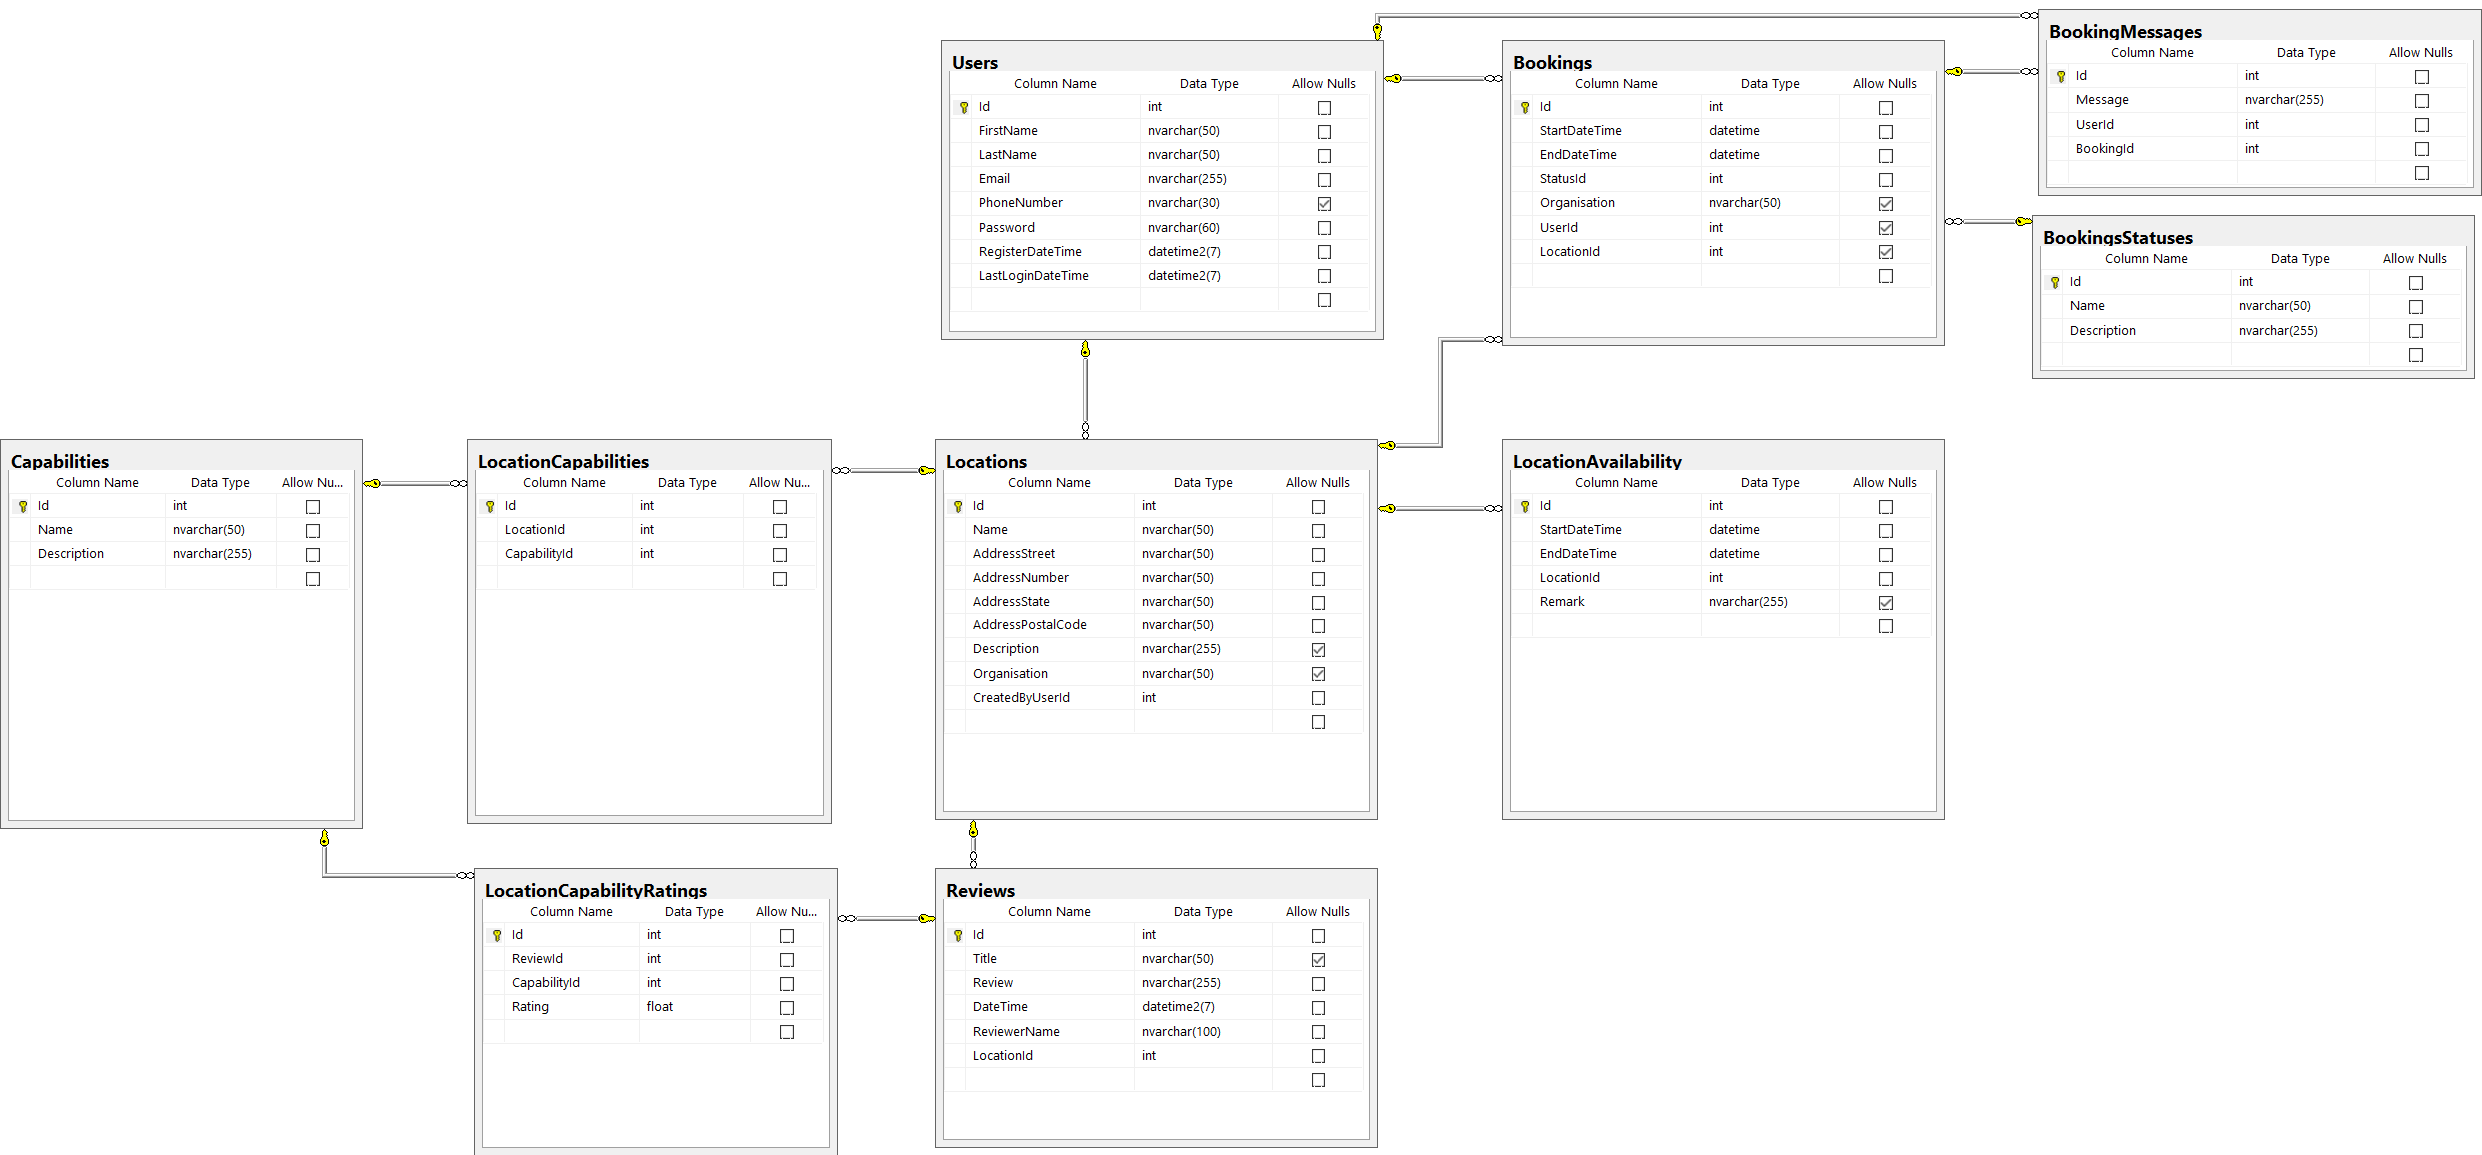 Users
Column Name Data Type Allow Nulls
Id int
FirstName nvarchar(50)
LastName nvarchar(50)
Email nvarchar(255)
PhoneNumber nvarchar(30)
Password nvarchar(60)
RegisterDateTime datetime2(7)
LastLoginDateTime datetime2(7)
Bookings
Column Name Data Type Allow Nulls
Id int
StartDateTime datetime
EndDateTime datetime
StatusId int
Organisation nvarchar(50)
UserId int
LocationId int
BookingMessages
Column Name Data Type Allow Nulls
Id int
Message nvarchar(255)
UserId int
BookingId int
BookingsStatuses
Column Name Data Type Allow Nulls
Id int
Name nvarchar(50)
Description nvarchar(255)
Capabilities
Column Name Data Type Allow Nu...
Id int
Name nvarchar(50)
Description nvarchar(255)
LocationCapabilities
Column Name Data Type Allow Nu...
Id int
LocationId int
CapabilityId int
Locations
Column Name Data Type Allow Nulls
Id int
Name nvarchar(50)
AddressStreet nvarchar(50)
AddressNumber nvarchar(50)
AddressState nvarchar(50)
AddressPostalCode nvarchar(50)
Description nvarchar(255)
Organisation nvarchar(50)
CreatedByUserId int
LocationAvailability
Column Name Data Type Allow Nulls
Id int
StartDateTime datetime
EndDateTime datetime
LocationId int
Remark nvarchar(255)
LocationCapabilityRatings
Column Name Data Type Allow Nu...
Id int
ReviewId int
CapabilityId int
Rating float
Reviews
Column Name Data Type Allow Nulls
Id int
Title nvarchar(50)
Review nvarchar(255)
DateTime datetime2(7)
ReviewerName nvarchar(100)
LocationId int